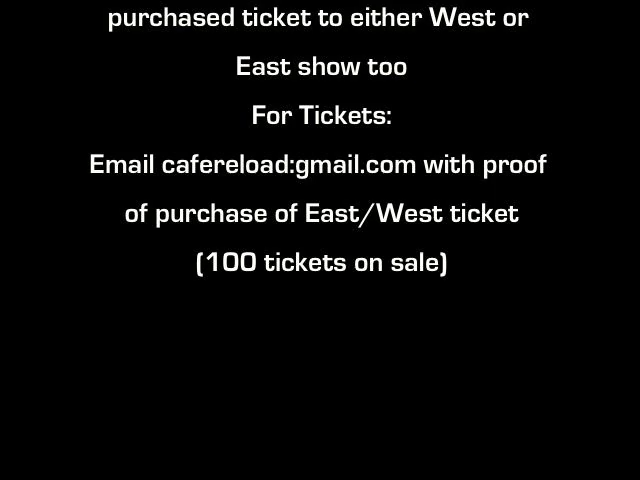 purchased ticket to either West or
East show too
For Tickets:
Email cafereload:gmail.com with proof
of purchase of East/West ticket
(100 tickets on sale)